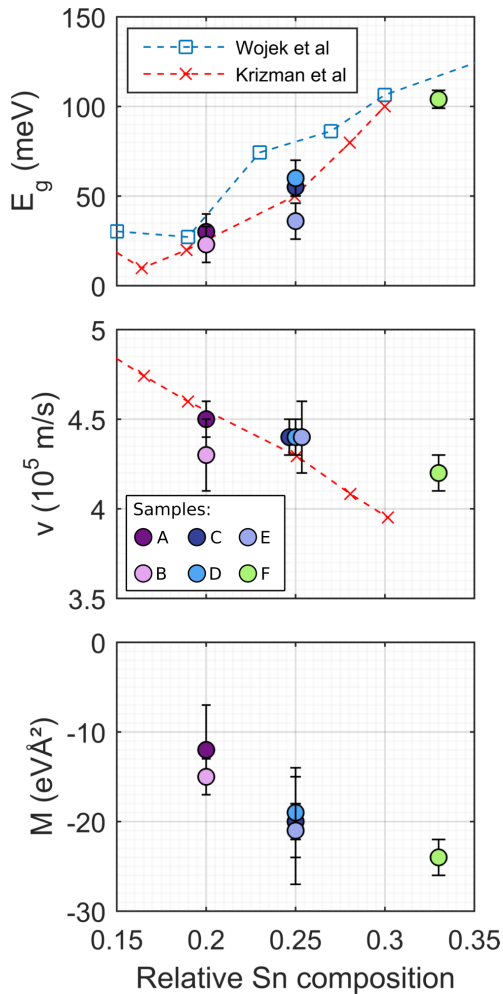 150
100
50
0
E_g (meV)
Wojek et al
Krizman et al
5
4.5
4
3.5
v (10⁵ m/s)
Samples:
A C E
B D F
0
-10
-20
-30
M (eVÅ²)
0.15 0.2 0.25 0.3 0.35
Relative Sn composition